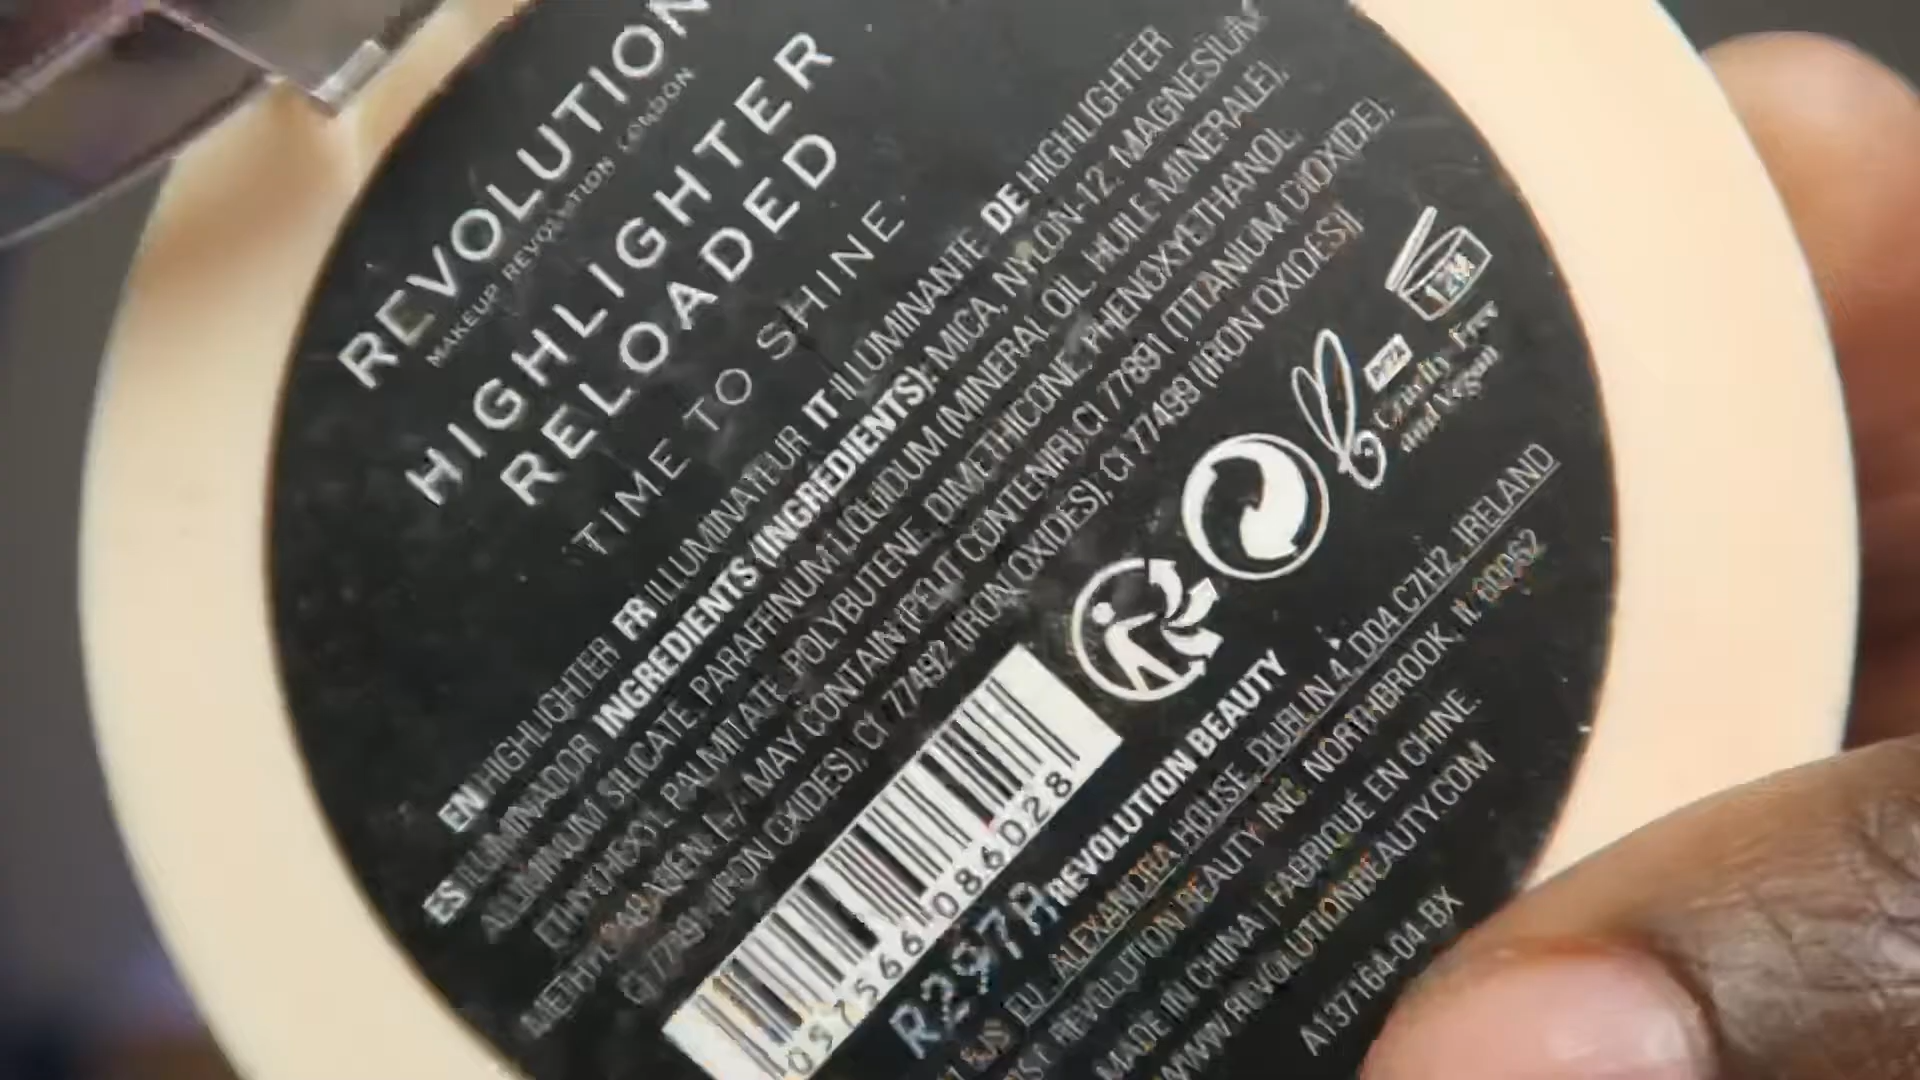 REVOLUTION
MAKEUP REVOLUTION LONDON
HIGHLIGHTER
RELOADED
TIME TO SHINE
EN HIGHLIGHTER FR ILLUMINATEUR IT ILLUMINANTE DE HIGHLIGHTER
ES ILUMINADOR INGREDIENTS (INGREDIENTS): MICA, NYLON-12, MAGNESIUM
ALUMINUM SILICATE, PARAFFINUM LIQUIDUM (MINERAL OIL, HUILE MINERALE),
ETHYLHEXYL PALMITATE, POLYBUTENE, DIMETHICONE, PHENOXYETHANOL,
METHYLPARABEN. [+/- MAY CONTAIN (PEUT CONTENIR): CI 77891 (TITANIUM DIOXIDE),
CI 77491 (IRON OXIDES), CI 77492 (IRON OXIDES), CI 77499 (IRON OXIDES)]
12M
PETA
Cruelty-Free
and Vegan
R297A
REVOLUTION BEAUTY
EU ALEXANDRA HOUSE, DUBLIN 4, D04 C7H2, IRELAND
REVOLUTION BEAUTY INC. NORTHBROOK, IL 60062
MADE IN CHINA | FABRIQUÉ EN CHINE.
WWW.REVOLUTIONBEAUTY.COM
A13716A-04-BX